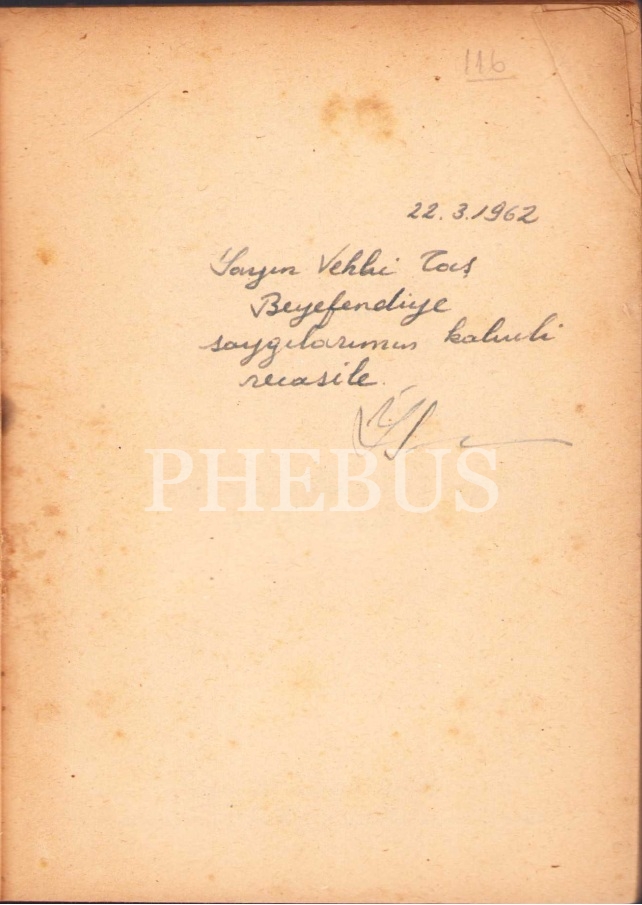 116
22.3.1962
Sayın Vehbi Taş
Beyefendiye
saygılarımın kabulü
ricasile.
PHEBUS